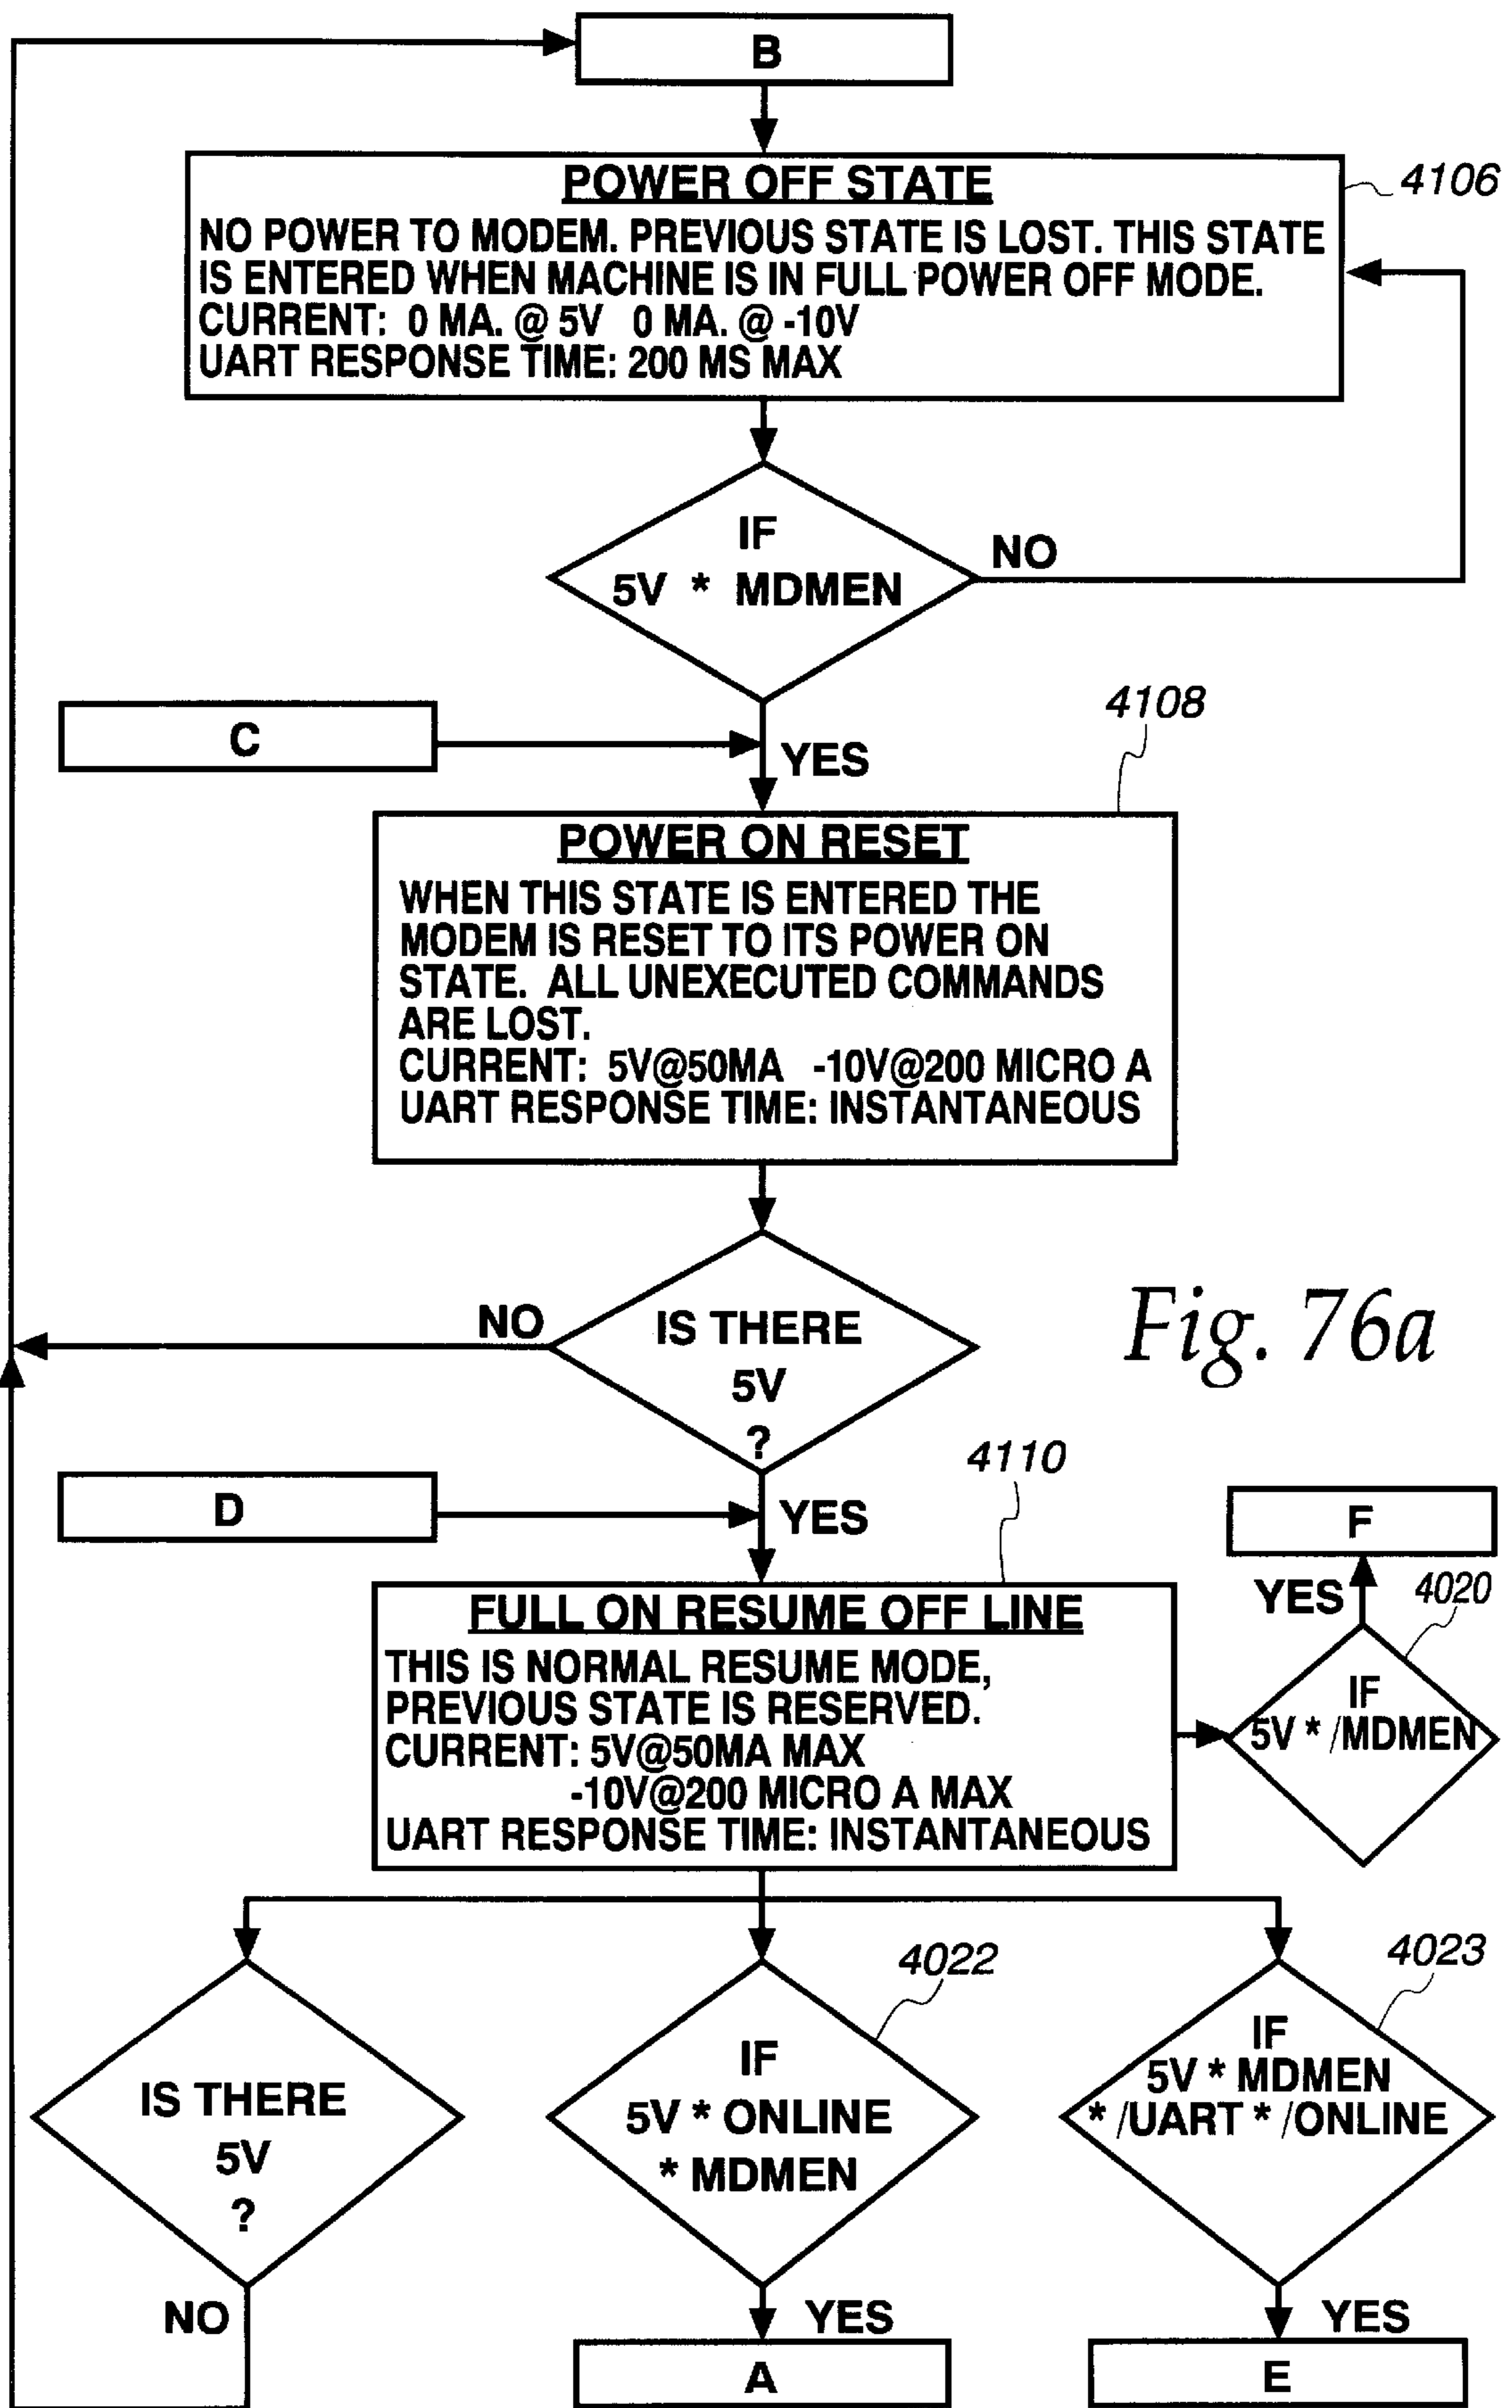 B
POWER OFF STATE
4106
NO POWER TO MODEM. PREVIOUS STATE IS LOST. THIS STATE
IS ENTERED WHEN MACHINE IS IN FULL POWER OFF MODE.
CURRENT: 0 MA. @ 5V 0 MA. @ -10V
UART RESPONSE TIME: 200 MS MAX
IF
5V * MDMEN
NO
C
YES
4108
POWER ON RESET
WHEN THIS STATE IS ENTERED THE
MODEM IS RESET TO ITS POWER ON
STATE. ALL UNEXECUTED COMMANDS
ARE LOST.
CURRENT: 5V@50MA -10V@200 MICRO A
UART RESPONSE TIME: INSTANTANEOUS
NO
IS THERE
5V
?
Fig. 76a
D
YES
4110
F
YES
4020
FULL ON RESUME OFF LINE
THIS IS NORMAL RESUME MODE,
PREVIOUS STATE IS RESERVED.
CURRENT: 5V@50MA MAX
-10V@200 MICRO A MAX
UART RESPONSE TIME: INSTANTANEOUS
IF
5V * /MDMEN
IS THERE
5V
?
NO
4022
IF
5V * ONLINE
* MDMEN
YES
A
4023
IF
5V * MDMEN
* /UART * /ONLINE
YES
E